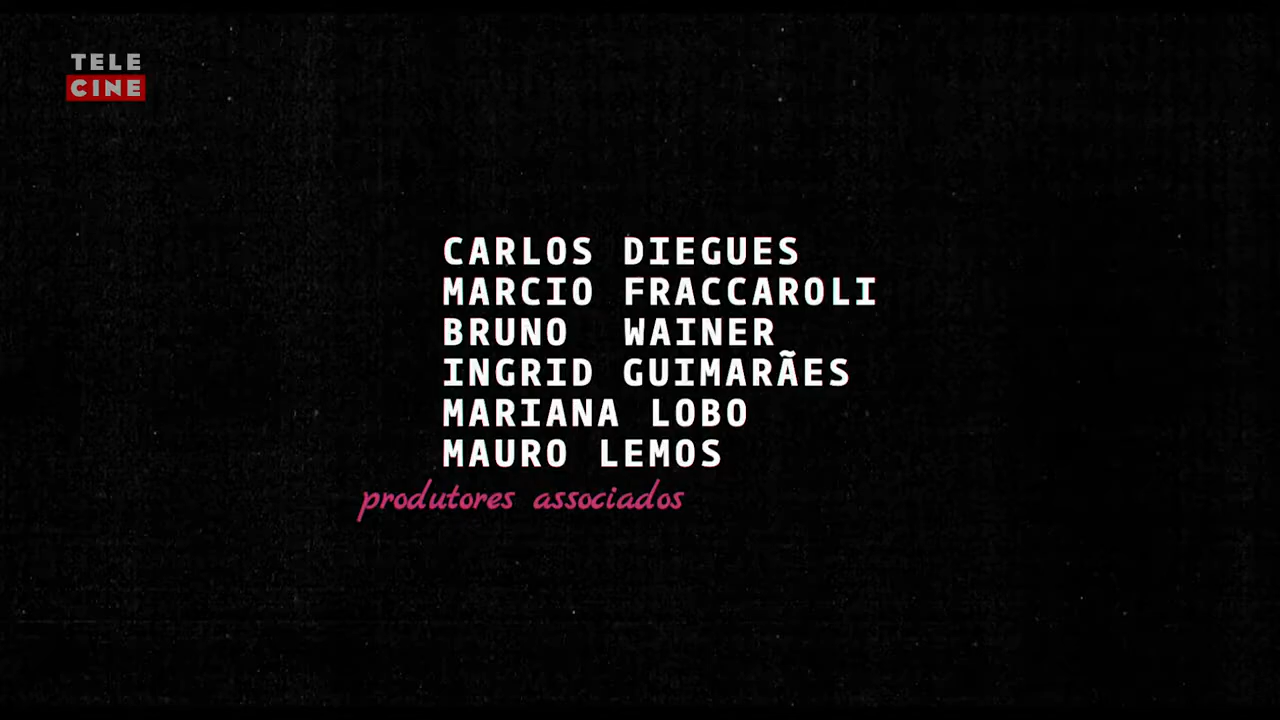 TELE
CINE
CARLOS DIEGUES
MARCIO FRACCAROLI
BRUNO WAINER
INGRID GUIMARÃES
MARIANA LOBO
MAURO LEMOS
produtores associados